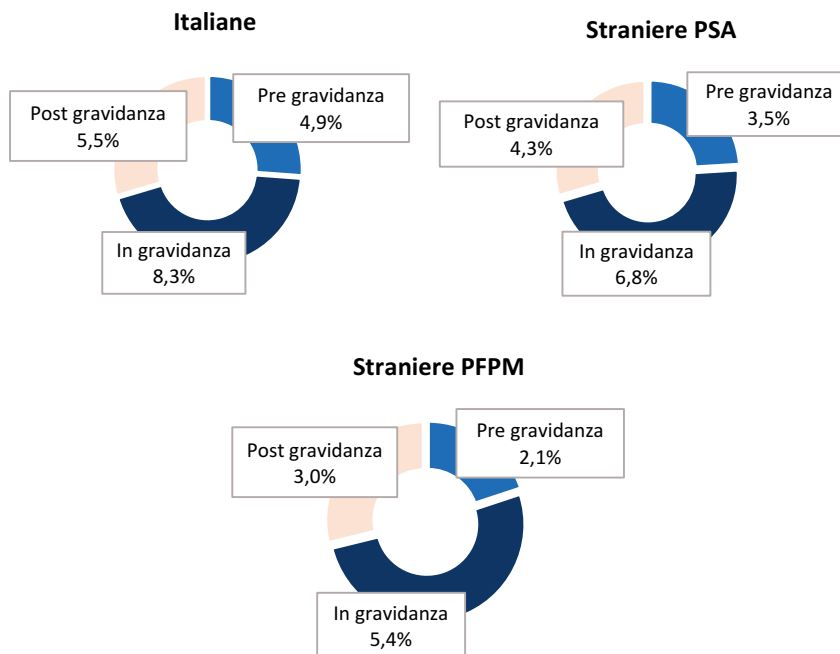 Italiane
Pre gravidanza
4,9%
Post gravidanza
5,5%
In gravidanza
8,3%
Straniere PSA
Pre gravidanza
3,5%
Post gravidanza
4,3%
In gravidanza
6,8%
Straniere PFPM
Pre gravidanza
2,1%
Post gravidanza
3,0%
In gravidanza
5,4%